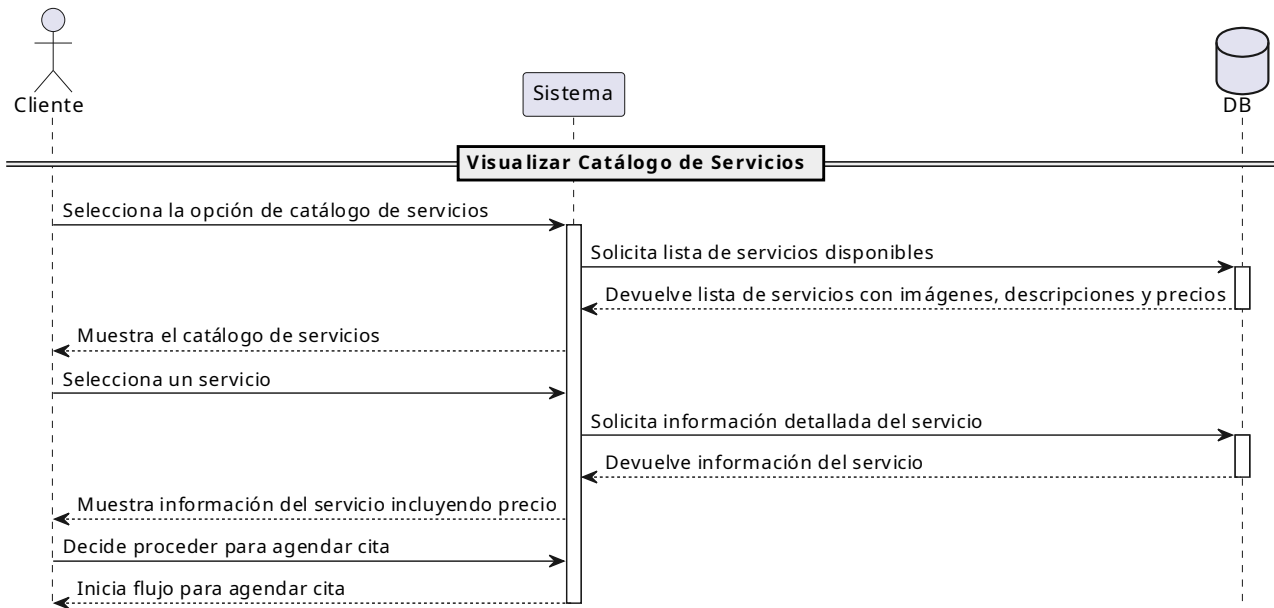 Cliente
Sistema
DB
Visualizar Catálogo de Servicios
Selecciona la opción de catálogo de servicios
Solicita lista de servicios disponibles
Devuelve lista de servicios con imágenes, descripciones y precios
Muestra el catálogo de servicios
Selecciona un servicio
Solicita información detallada del servicio
Devuelve información del servicio
Muestra información del servicio incluyendo precio
Decide proceder para agendar cita
Inicia flujo para agendar cita